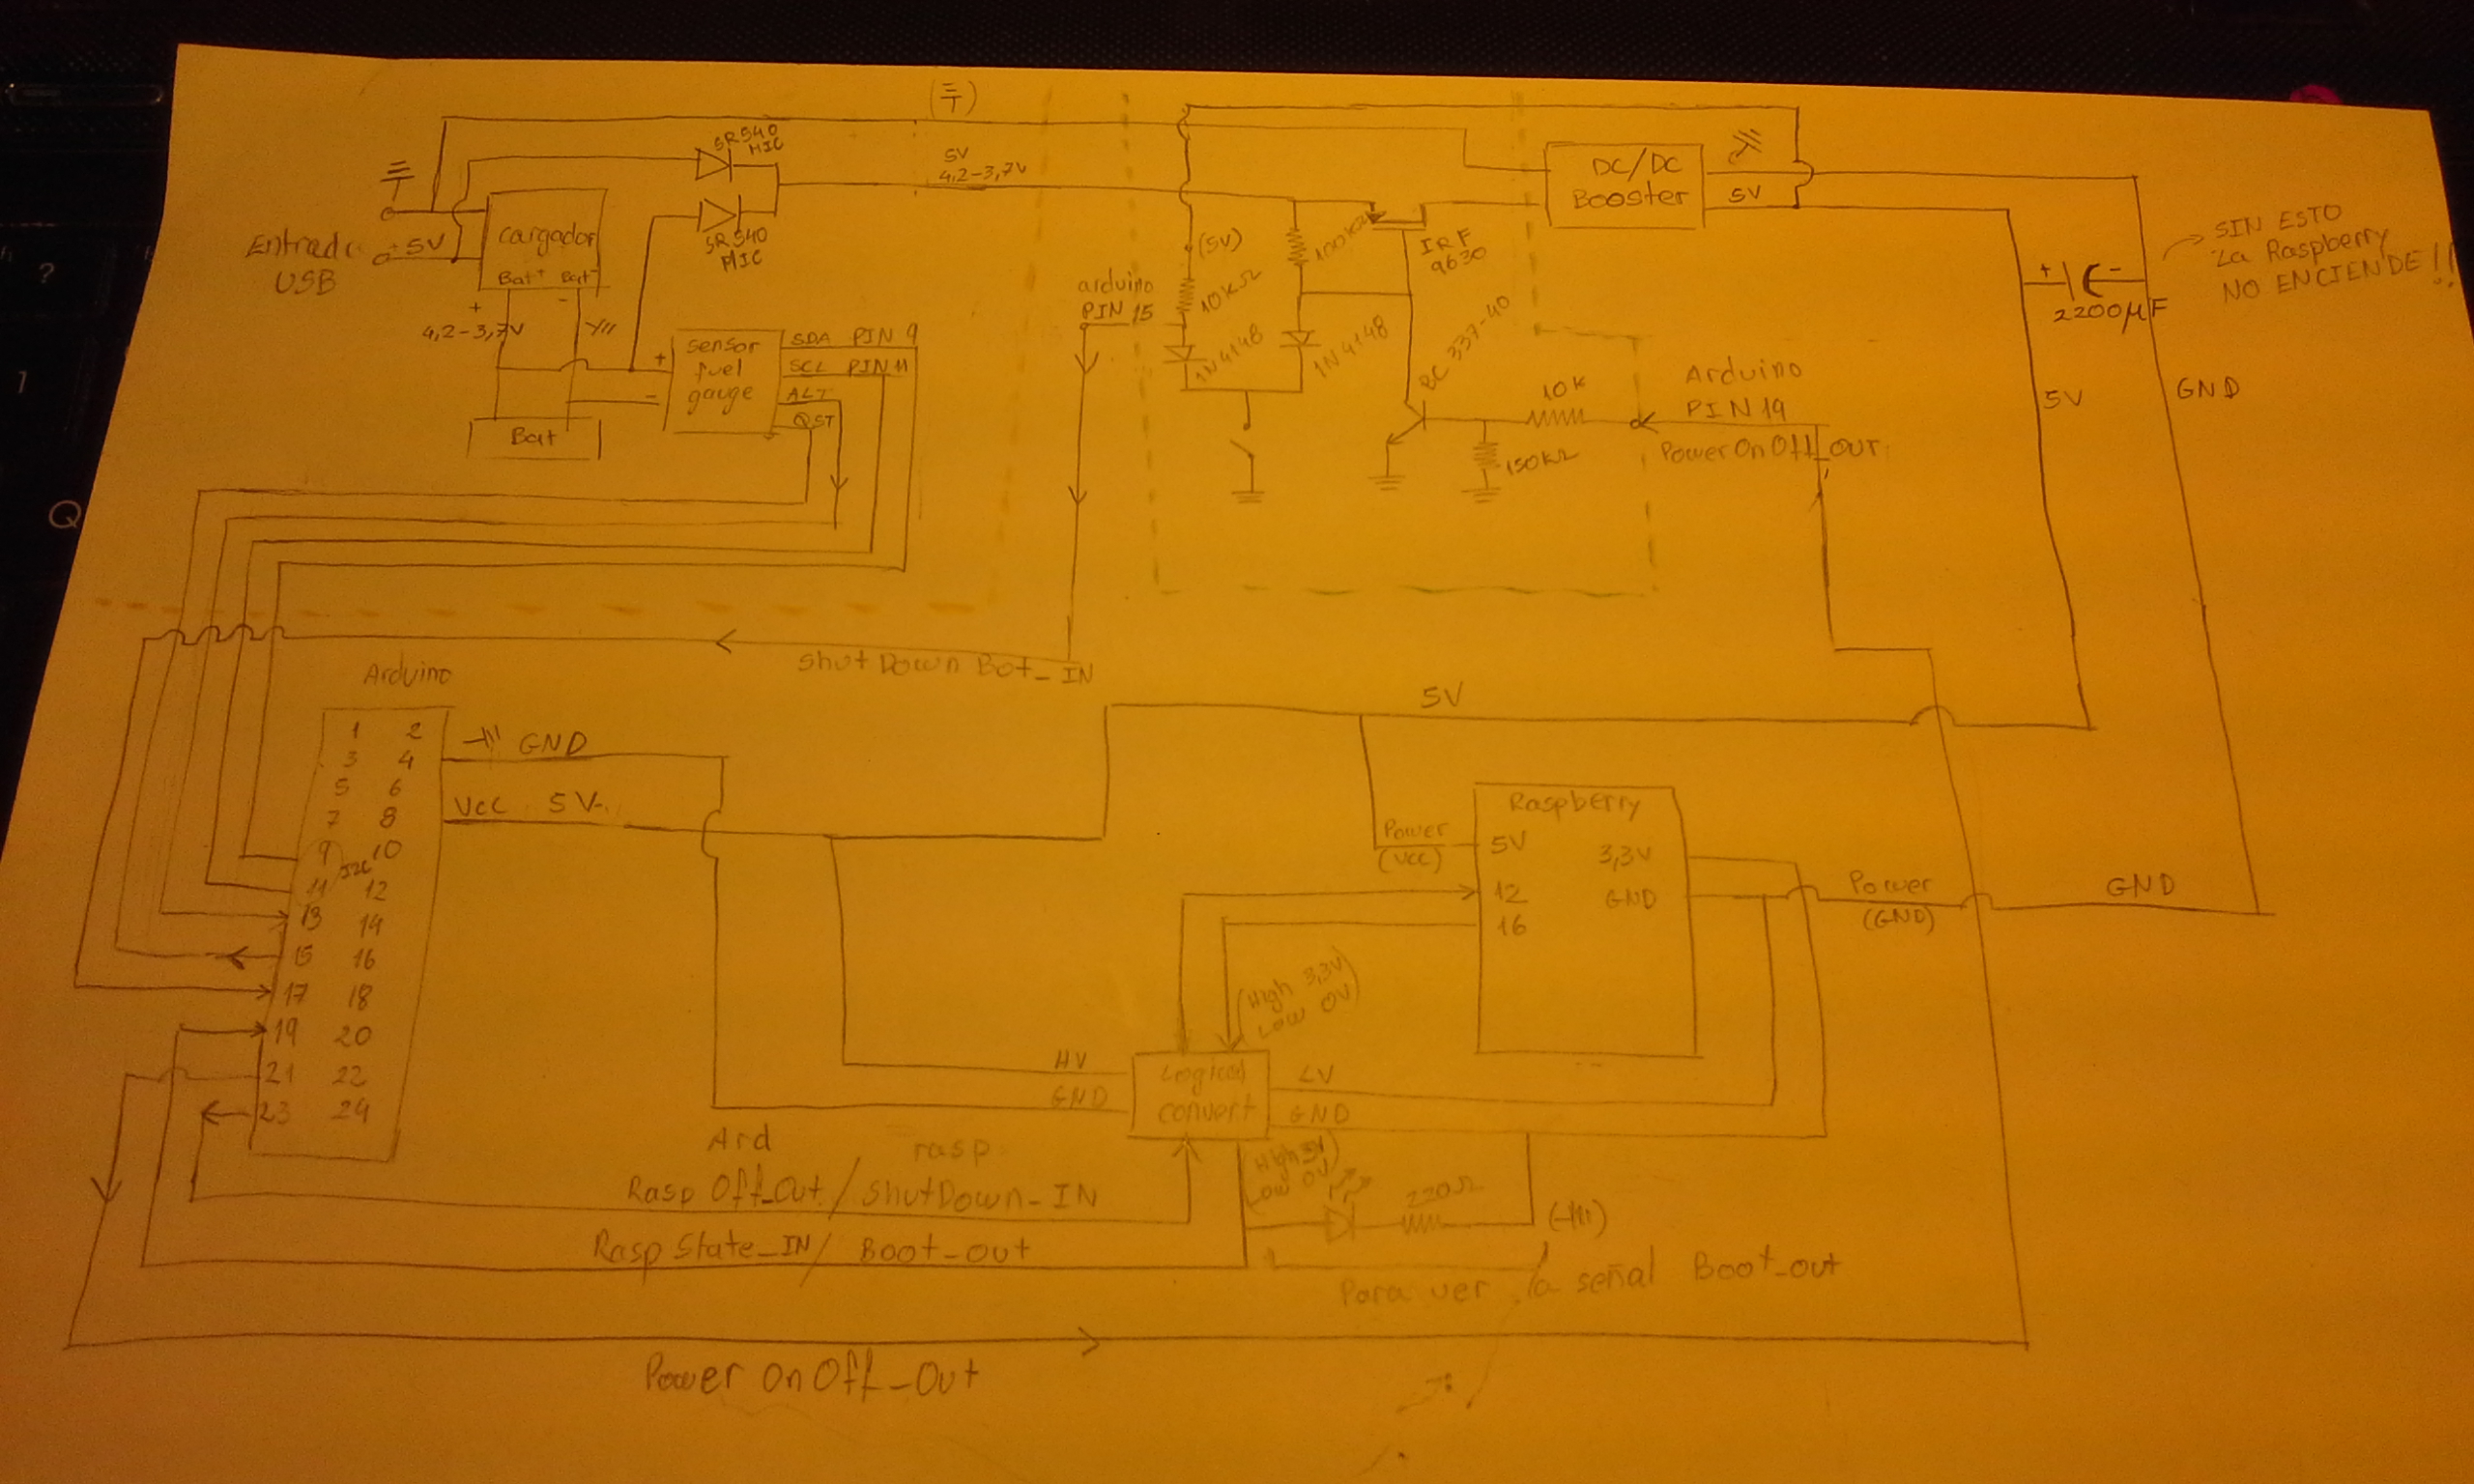 SR540
MIC
5V
4,2-3,7V
DC/DC
Booster
5V
Entrada
USB
+5V
cargador
Bat+ Bat-
SR540
MIC
(5V)
10KΩ
100KΩ
IRF
9630
SIN ESTO
La Raspberry
NO ENCIENDE!!
+ -
2200µF
+ -
4,2-3,7V
arduino
PIN 15
1N4148
1N4148
BC 337-40
sensor
fuel
gauge
+
-
SDA PIN 9
SCL PIN 11
ALT
QST
Bat
10K
150KΩ
Arduino
PIN 19
Power On Off_OUT
5V
GND
ShutDown Bot_IN
Arduino
1 2
3 4
5 6
7 8
9 10
I2C
11 12
13 14
15 16
17 18
19 20
21 22
23 24
GND
Vcc 5V
5V
Raspberry
Power
(Vcc)
5V
12
16
3,3V
GND
Power
(GND)
GND
(High 3,3V
Low 0V)
HV
GND
Logical
convert
LV
GND
Ard rasp.
Rasp Off_Out / ShutDown_IN
Rasp State_IN / Boot_Out
(High 3V
Low 0V)
220Ω
Para ver la señal Boot_out
Power On Off_Out
?
1
Q